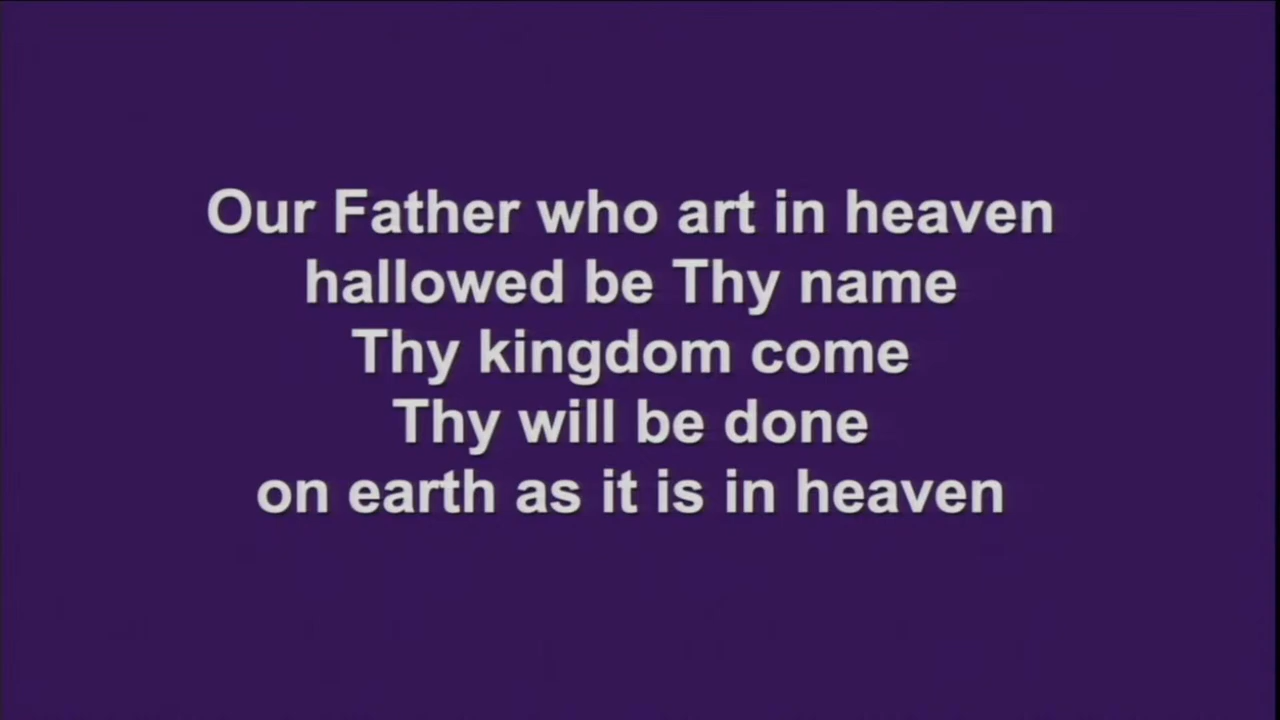 Our Father who art in heaven
hallowed be Thy name
Thy kingdom come
Thy will be done
on earth as it is in heaven